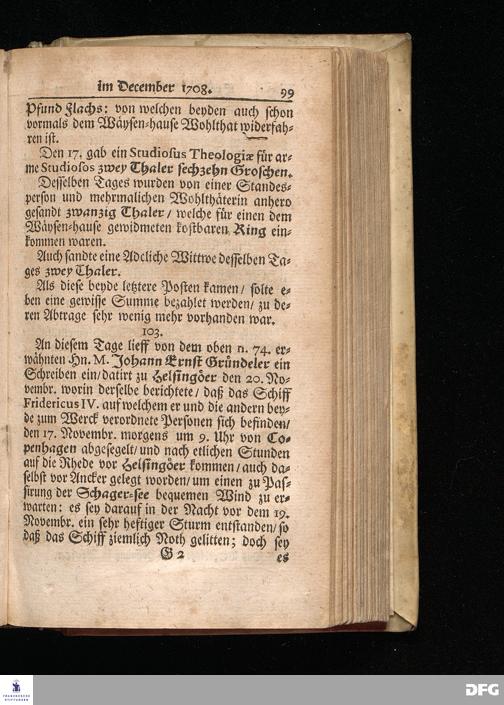 im December 1708. 99
Pfund Flachs: von welchen beyden auch schon
vormals dem Wäysen-hause Wohlthat widerfah-
ren ist.
Den 17. gab ein Studiosus Theologiæ für ar-
me Studiosos zwey Thaler sechzehn Groschen.
Desselben Tages wurden von einer Standes-
person und mehrmalichen Wohlthäterin anhero
gesandt zwanzig Thaler / welche für einen dem
Wäysen-hause gewidmeten kostbaren Ring ein-
kommen waren.
Auch sandte eine Adeliche Wittwe desselben Ta-
ges zwey Thaler.
Als diese beyde letztere Posten kamen / solte e-
ben eine gewisse Summe bezahlet werden / zu de-
ren Abtrage sehr wenig mehr vorhanden war.
103.
An diesem Tage lieff von dem oben n. 74. er-
wähnten Hn. M. Johann Ernst Gründeler ein
Schreiben ein / datirt zu Helsingöer den 20. No-
vembr. worin derselbe berichtete / daß das Schiff
Fridericus IV. auf welchem er und die andern bey-
de zum Werck verordnete Personen sich befinden /
den 17. Novembr. morgens um 9. Uhr von Co-
penhagen abgesegelt / und nach etlichen Stunden
auf die Rhede vor Helsingöer kommen / auch da-
selbst vor Ancker gelegt worden / um einen zu Pas-
sirung der Schager-see bequemen Wind zu er-
warten: es sey darauf in der Nacht vor dem 19.
Novembr. ein sehr heftiger Sturm entstanden / so
daß das Schiff ziemlich Noth gelitten; doch sey
G 2 es
FRANCKESCHE
STIFTUNGEN
DFG